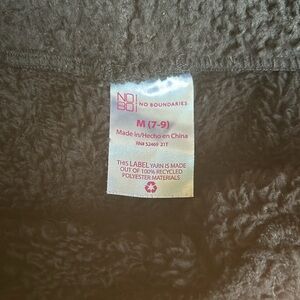 NO!
BO! NO BOUNDARIES
M (7-9)
Made in/Hecho en China
RN# 52469 21T
THIS LABEL YARN IS MADE
OUT OF 100% RECYCLED
POLYESTER MATERIALS